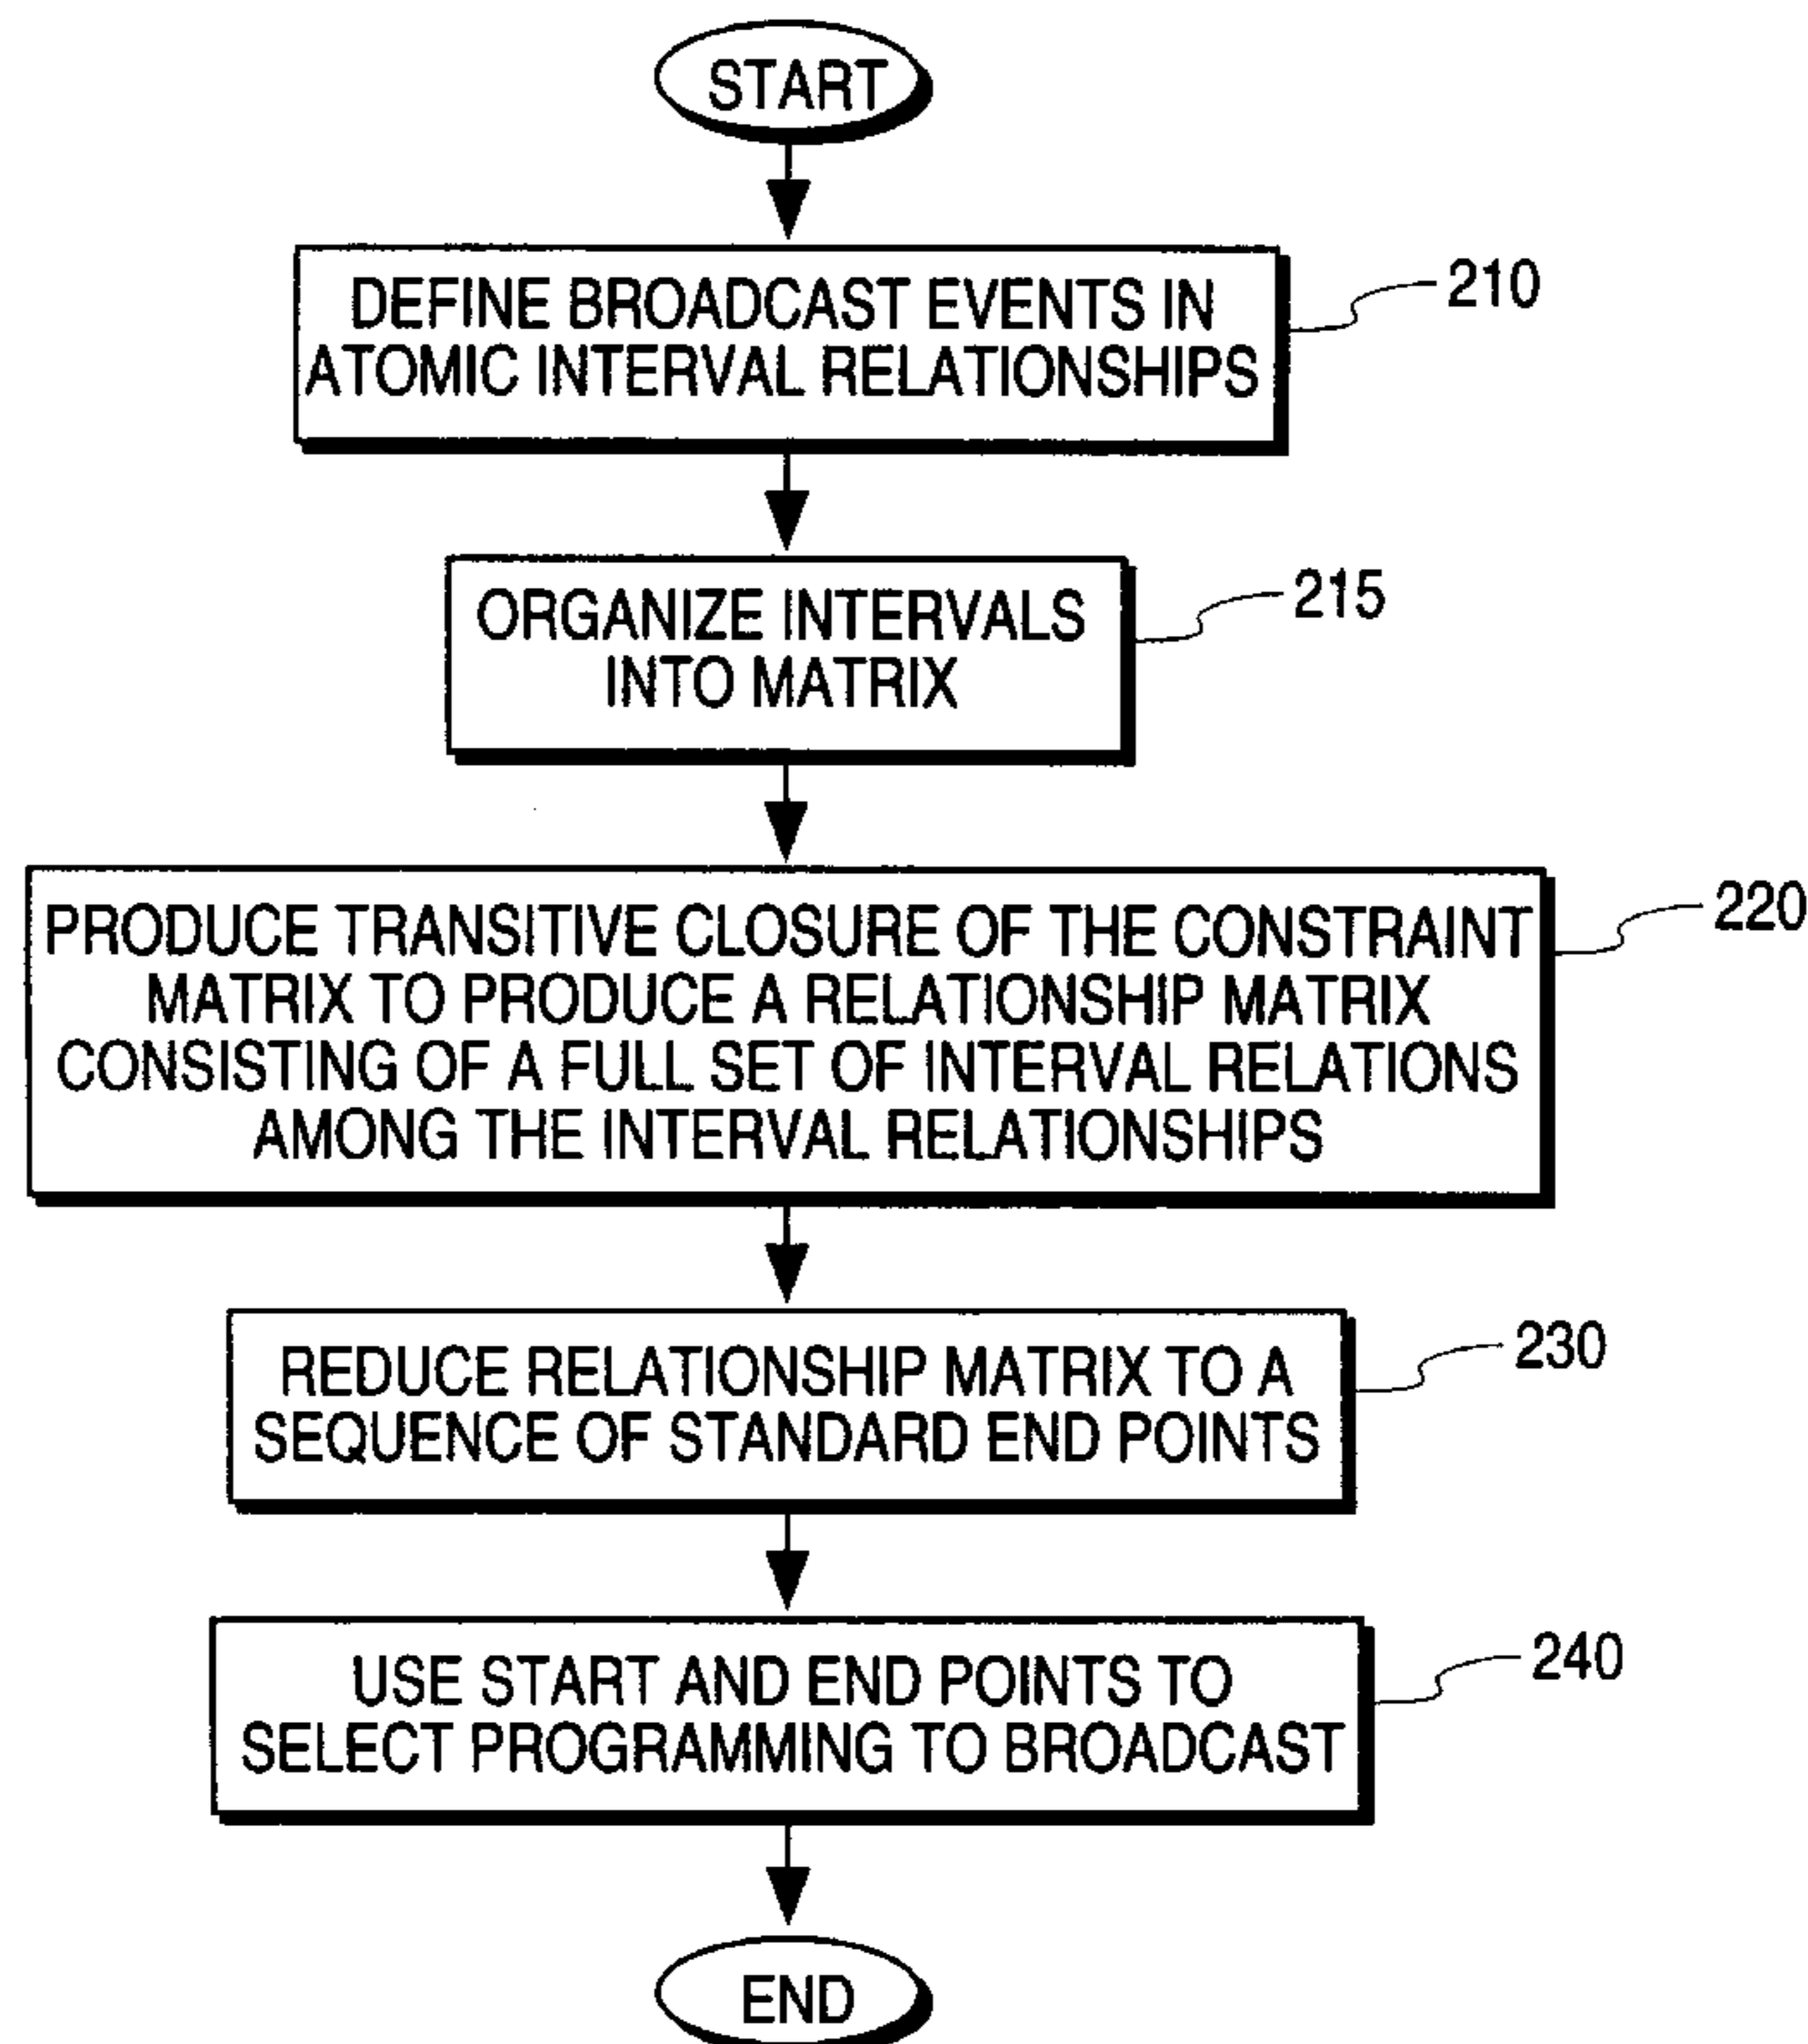 START
DEFINE BROADCAST EVENTS IN
ATOMIC INTERVAL RELATIONSHIPS
210
ORGANIZE INTERVALS
INTO MATRIX
215
PRODUCE TRANSITIVE CLOSURE OF THE CONSTRAINT
MATRIX TO PRODUCE A RELATIONSHIP MATRIX
CONSISTING OF A FULL SET OF INTERVAL RELATIONS
AMONG THE INTERVAL RELATIONSHIPS
220
REDUCE RELATIONSHIP MATRIX TO A
SEQUENCE OF STANDARD END POINTS
230
USE START AND END POINTS TO
SELECT PROGRAMMING TO BROADCAST
240
END